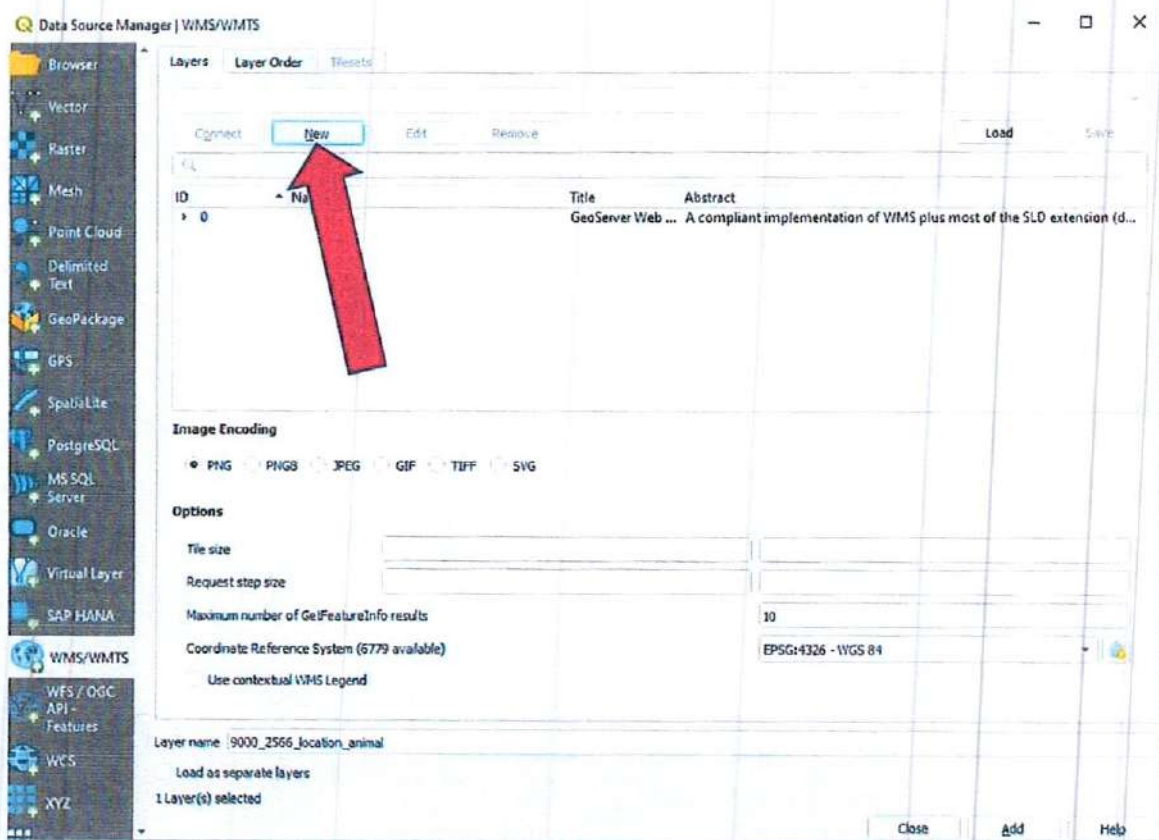 Data Source Manager | WMS/WMTS
Browser
Vector
Raster
Mesh
Point Cloud
Delimited
Text
GeoPackage
GPS
SpatiaLite
PostgreSQL
MS SQL
Server
Oracle
Virtual Layer
SAP HANA
WMS/WMTS
WFS / OGC
API -
Features
WCS
XYZ
Layers Layer Order Tilesets
Connect New Edit Remove Load Save
ID Title Abstract
0 GeoServer Web ... A compliant implementation of WMS plus most of the SLD extension (d...
Image Encoding
PNG PNG8 JPEG GIF TIFF SVG
Options
Tile size
Request step size
Maximum number of GetFeatureInfo results 10
Coordinate Reference System (6779 available) EPSG:4326 - WGS 84
Use contextual WMS Legend
Layer name 9000_2566_location_animal
Load as separate layers
1 Layer(s) selected
Close Add Help